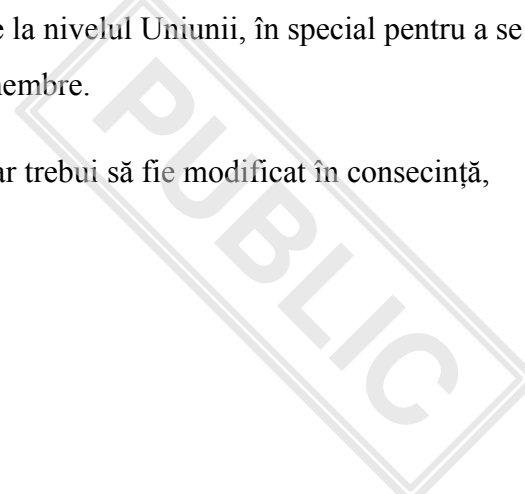 la nivelul Uniunii, în special pentru a se
membre.
ar trebui să fie modificat în consecință,
PUBLIC